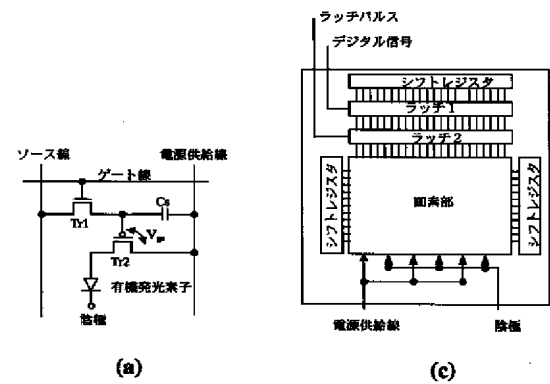 ラッチパルス
デジタル信号
シフトレジスタ
ラッチ1
ラッチ2
シフトレジスタ
画素部
シフトレジスタ
電源供給線
陰極
(c)
ソース線
電源供給線
ゲート線
Cs
Tr1
Vgs
Tr2
有機発光素子
陰極
(a)